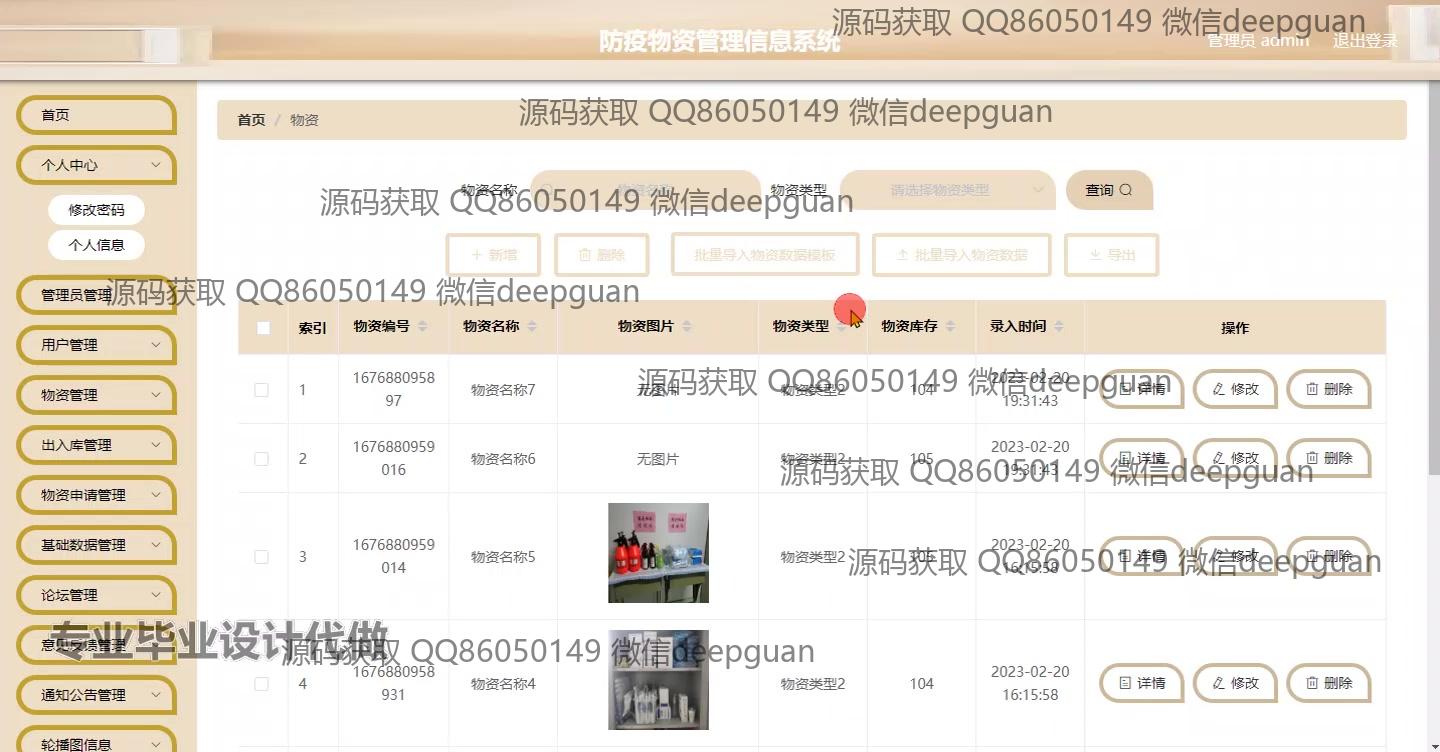 防疫物资管理信息系统
源码获取 QQ86050149 微信deepguan
管理员 admin 退出登录
首页
首页 / 物资
源码获取 QQ86050149 微信deepguan
个人中心
物资名称
物资类型 请选择物资类型 查询
源码获取 QQ86050149 微信deepguan
修改密码
个人信息
新增 删除 批量导入物资数据模板 批量导入物资数据 导出
管理员管理
源码获取 QQ86050149 微信deepguan
索引 物资编号 物资名称 物资图片 物资类型 物资库存 录入时间 操作
用户管理
1 1676880958
97 物资名称7 无图片 物资类型2 104 2023-02-20
19:31:43 详情 修改 删除
源码获取 QQ86050149 微信deepguan
物资管理
出入库管理
2 1676880959
016 物资名称6 无图片 物资类型2 105 2023-02-20
19:31:43 详情 修改 删除
源码获取 QQ86050149 微信deepguan
物资申请管理
基础数据管理
3 1676880959
014 物资名称5 物资类型2 105 2023-02-20
16:15:58 详情 修改 删除
源码获取 QQ86050149 微信deepguan
论坛管理
意见反馈管理
专业毕业设计代做
源码获取 QQ86050149 微信deepguan
4 1676880958
931 物资名称4 物资类型2 104 2023-02-20
16:15:58 详情 修改 删除
通知公告管理
轮播图信息